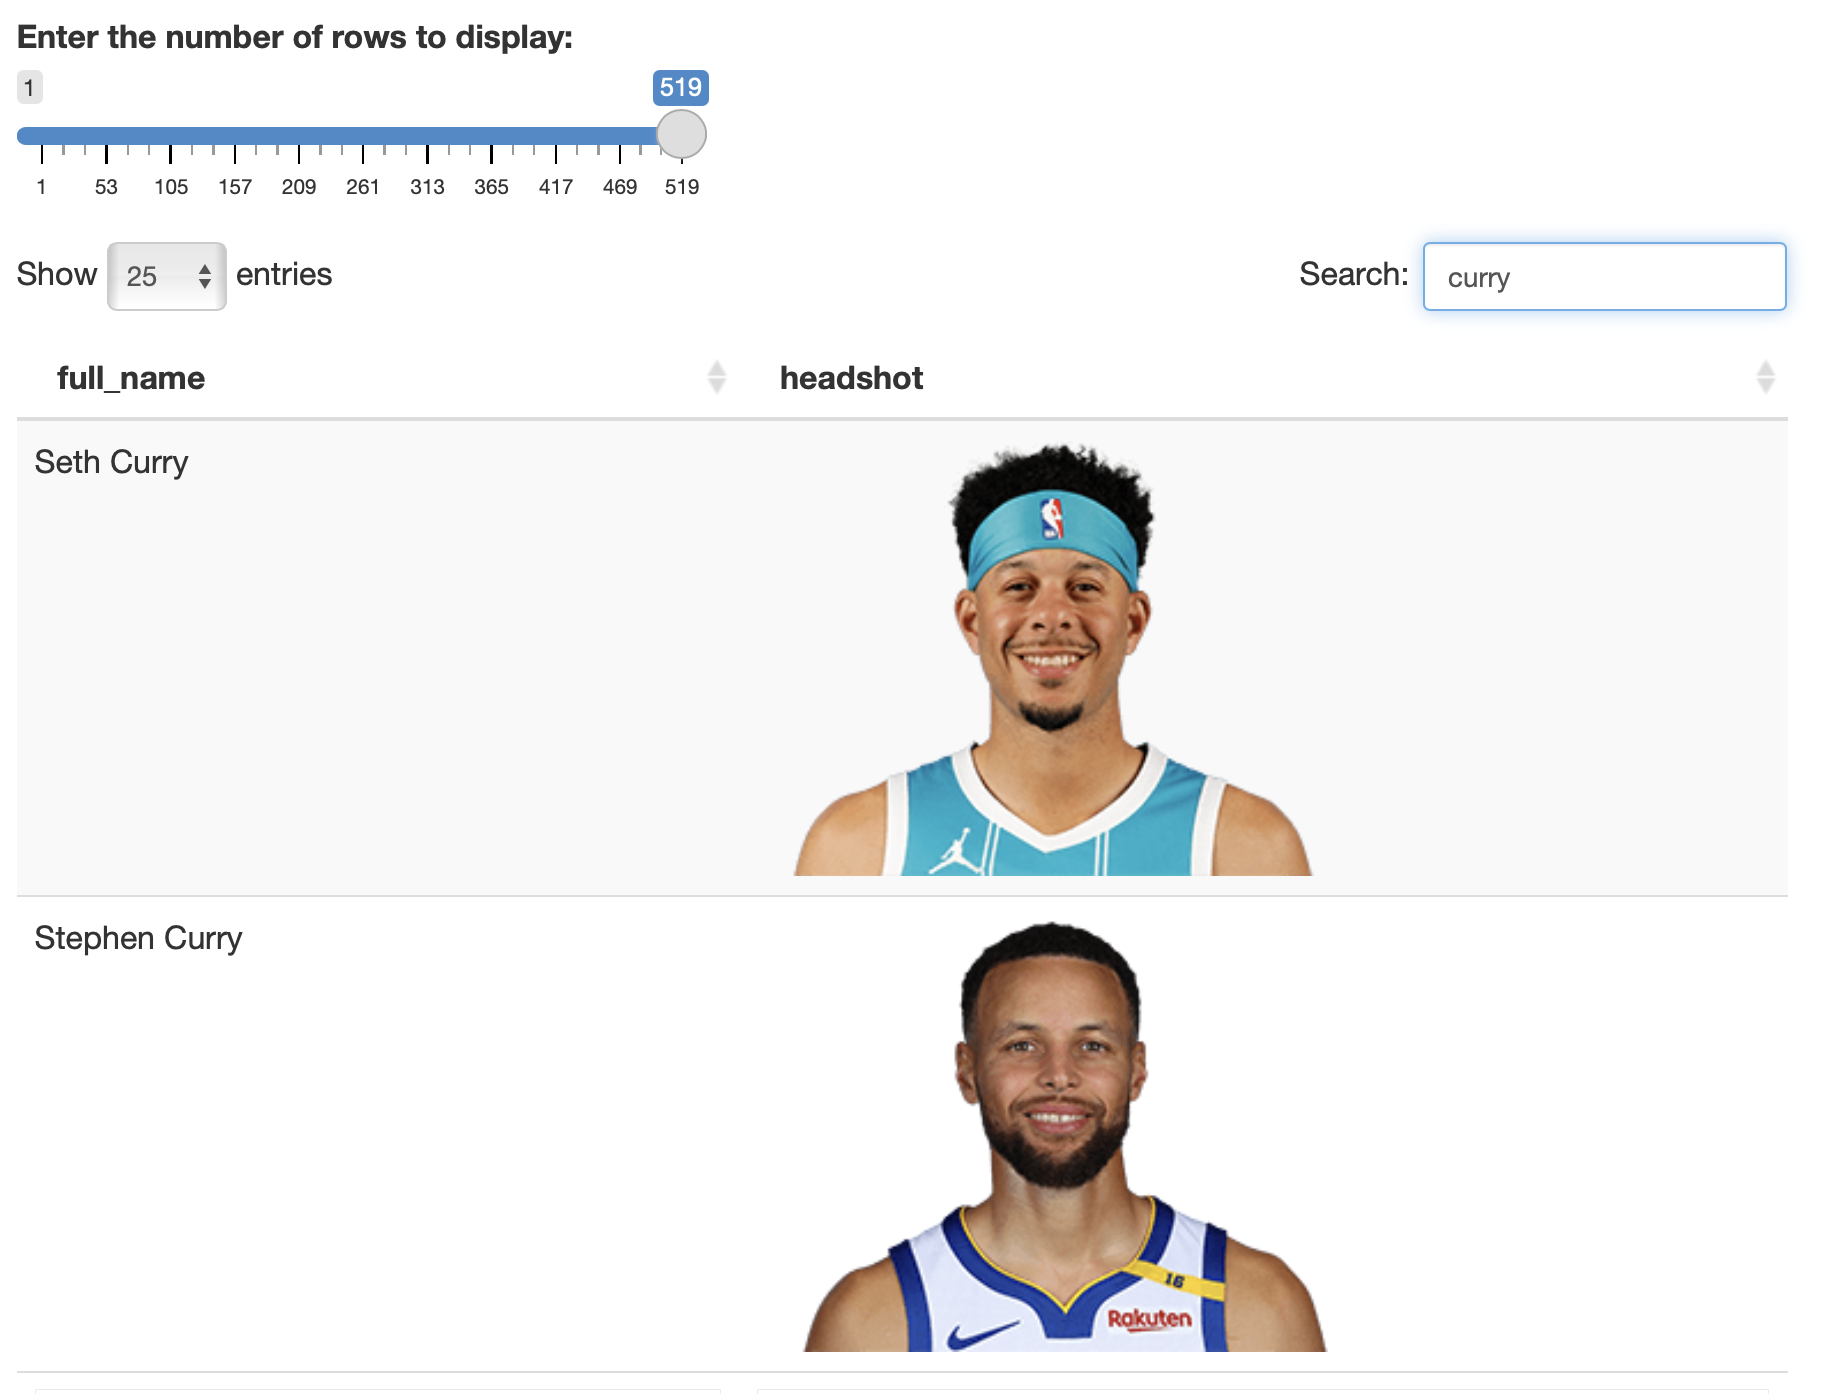 Enter the number of rows to display:
1 519
1 53 105 157 209 261 313 365 417 469 519
Show 25 entries Search: curry
full_name headshot
Seth Curry
Stephen Curry
16
Rakuten